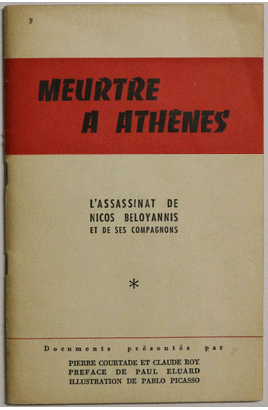 MEURTRE
A ATHÈNES
L'ASSASSINAT DE
NICOS BELOYANNIS
ET DE SES COMPAGNONS
*
Documents présentés par
PIERRE COURTADE ET CLAUDE ROY
PREFACE DE PAUL ELUARD
ILLUSTRATION DE PABLO PICASSO